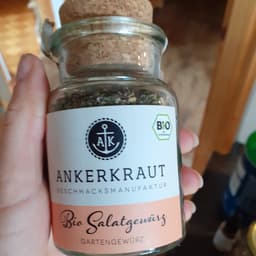 AK
BIO
ANKERKRAUT
GESCHMACKSMANUFAKTUR
Bio Salatgewürz
GARTENGEWÜRZ